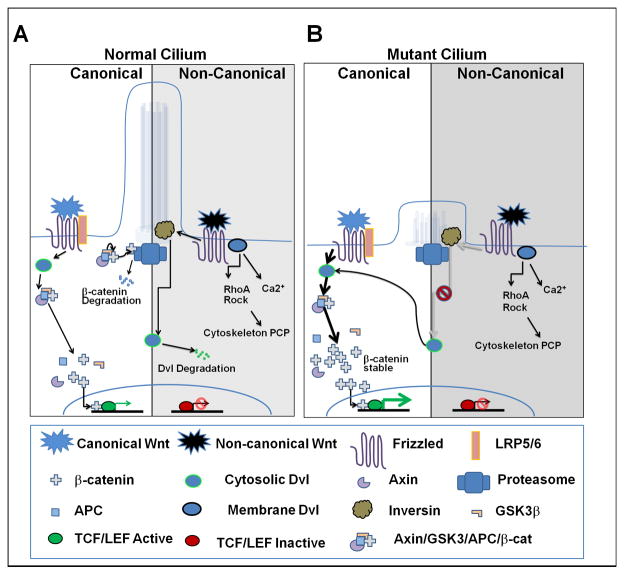 A
Normal Cilium
Canonical
Non-Canonical
β-catenin
Degradation
RhoA
Rock
Ca2+
Cytoskeleton PCP
Dvl Degradation
B
Mutant Cilium
Canonical
Non-Canonical
RhoA
Rock
Ca2+
Cytoskeleton PCP
β-catenin
stable
Canonical Wnt
Non-canonical Wnt
Frizzled
LRP5/6
β-catenin
Cytosolic Dvl
Axin
Proteasome
APC
Membrane Dvl
Inversin
GSK3β
TCF/LEF Active
TCF/LEF Inactive
Axin/GSK3/APC/β-cat